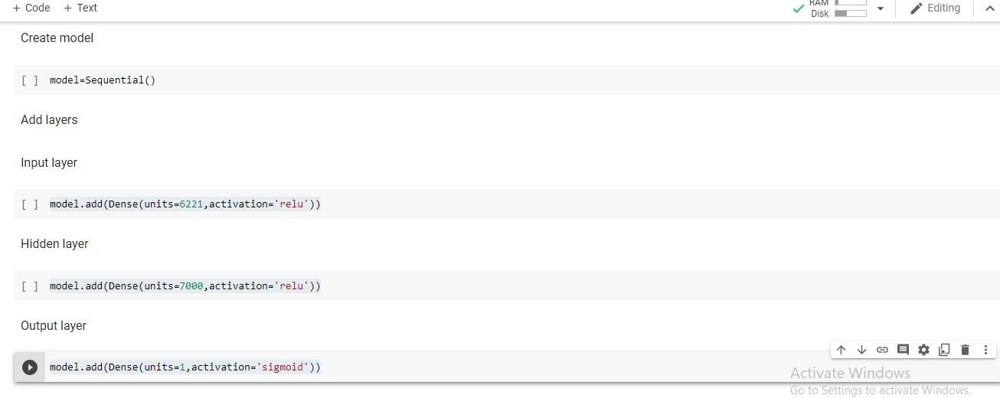 + Code + Text
RAM
Disk
Editing
Create model
[ ] model=Sequential()
Add layers
Input layer
[ ] model.add(Dense(units=6221,activation='relu'))
Hidden layer
[ ] model.add(Dense(units=7000,activation='relu'))
Output layer
model.add(Dense(units=1,activation='sigmoid'))
Activate Windows
Go to Settings to activate Windows.